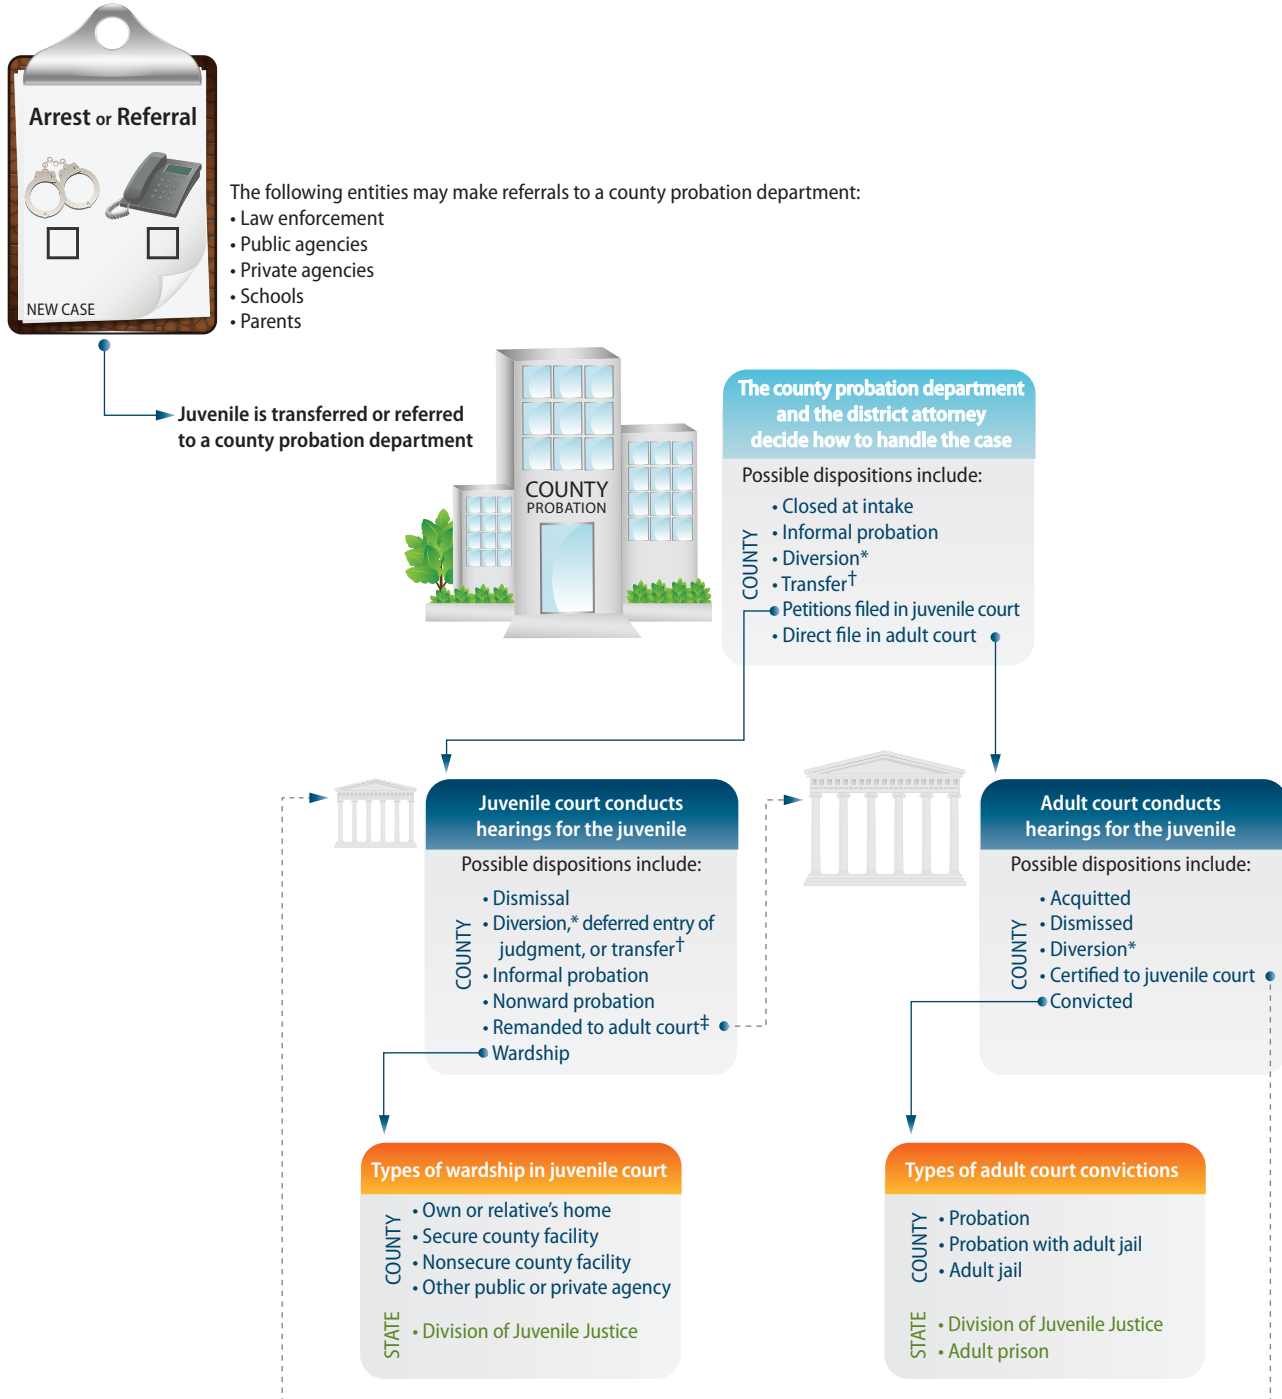 Arrest or Referral
NEW CASE
The following entities may make referrals to a county probation department:
• Law enforcement
• Public agencies
• Private agencies
• Schools
• Parents
Juvenile is transferred or referred
to a county probation department
COUNTY
PROBATION
The county probation department
and the district attorney
decide how to handle the case
Possible dispositions include:
COUNTY
• Closed at intake
• Informal probation
• Diversion*
• Transfer†
• Petitions filed in juvenile court
• Direct file in adult court
Juvenile court conducts
hearings for the juvenile
Possible dispositions include:
COUNTY
• Dismissal
• Diversion,* deferred entry of
judgment, or transfer†
• Informal probation
• Nonward probation
• Remanded to adult court‡
• Wardship
Adult court conducts
hearings for the juvenile
Possible dispositions include:
COUNTY
• Acquitted
• Dismissed
• Diversion*
• Certified to juvenile court
• Convicted
Types of wardship in juvenile court
COUNTY
• Own or relative's home
• Secure county facility
• Nonsecure county facility
• Other public or private agency
STATE
• Division of Juvenile Justice
Types of adult court convictions
COUNTY
• Probation
• Probation with adult jail
• Adult jail
STATE
• Division of Juvenile Justice
• Adult prison